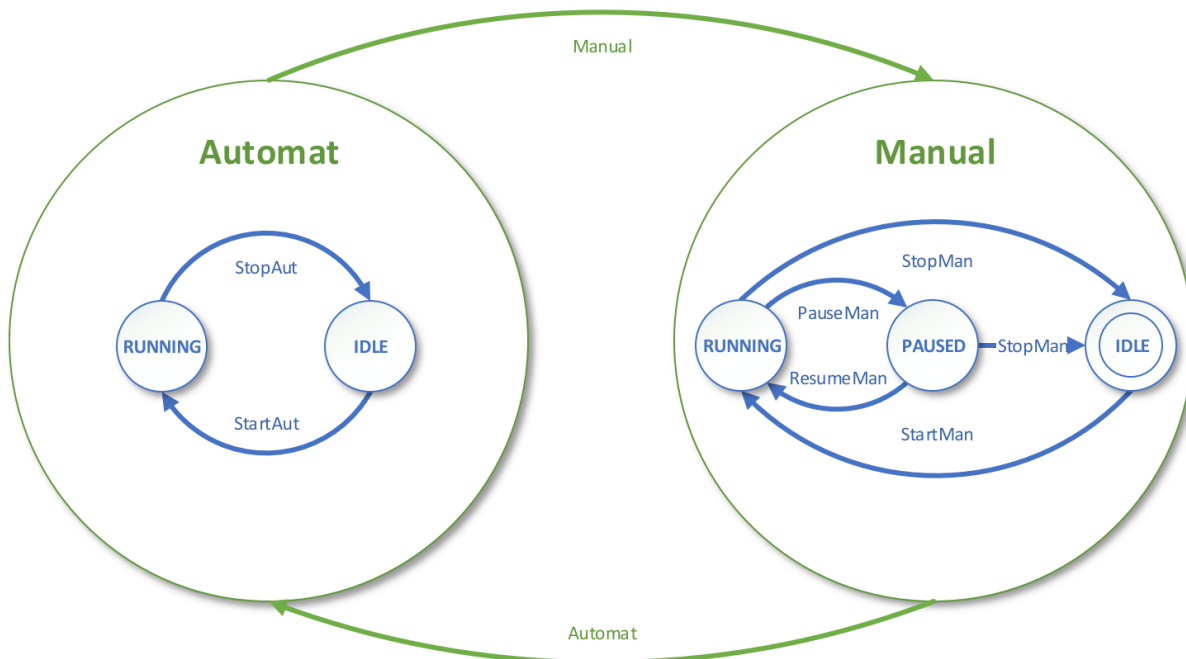 Manual
Automat
Manual
StopAut
RUNNING
IDLE
StartAut
StopMan
PauseMan
RUNNING
PAUSED
StopMan
IDLE
ResumeMan
StartMan
Automat